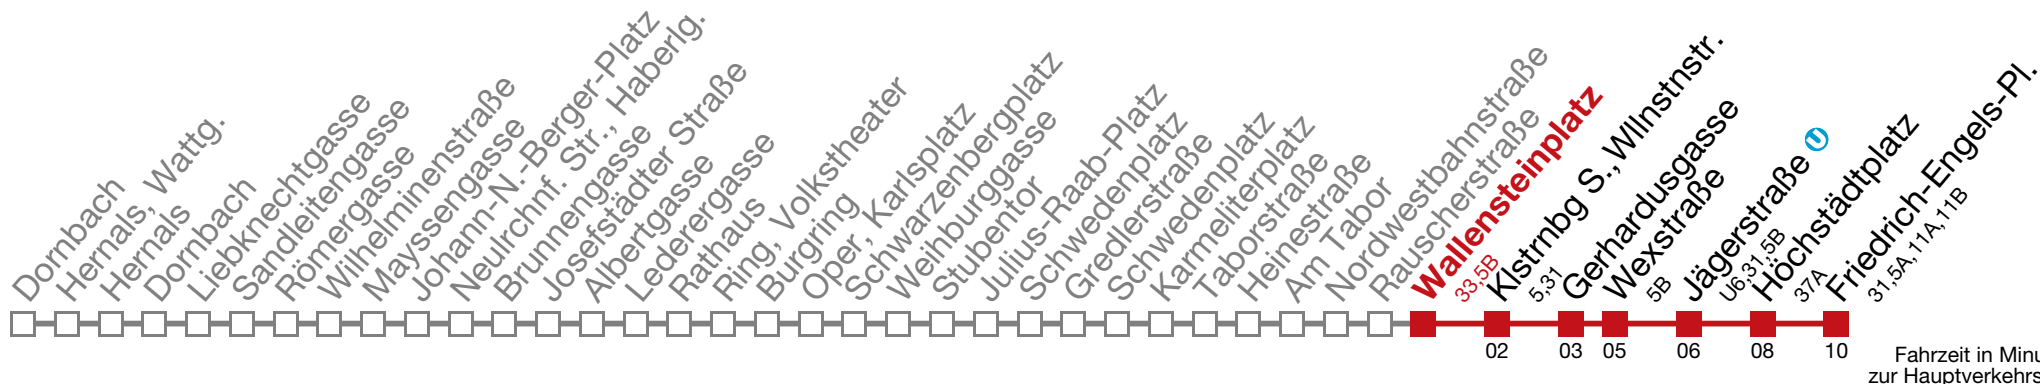 Dornbach
Hernals, Wattg.
Hernals
Dornbach
Liebknechtgasse
Sandleitengasse
Römergasse
Wilhelminenstraße
Mayssengasse
Johann-N.-Berger-Platz
Neulrchnf. Str., Haberlg.
Brunnengasse
Josefstädter Straße
Albertgasse
Lederergasse
Rathaus
Ring, Volkstheater
Burgring
Oper, Karlsplatz
Schwarzenbergplatz
Weihburggasse
Stubentor
Julius-Raab-Platz
Schwedenplatz
Gredlerstraße
Schwedenplatz
Karmeliterplatz
Taborstraße
Heinestraße
Am Tabor
Nordwestbahnstraße
Rauscherstraße
Wallensteinplatz
33,5B
Klstrnbg S., Wllnstnstr.
5,31
Gerhardusgasse
Wexstraße
5B
Jägerstraße U
U6,31,5B
Höchstädtplatz
37A
Friedrich-Engels-Pl.
31,5A,11A,11B
02
03
05
06
08
10
Fahrzeit in Minu
zur Hauptverkehrs